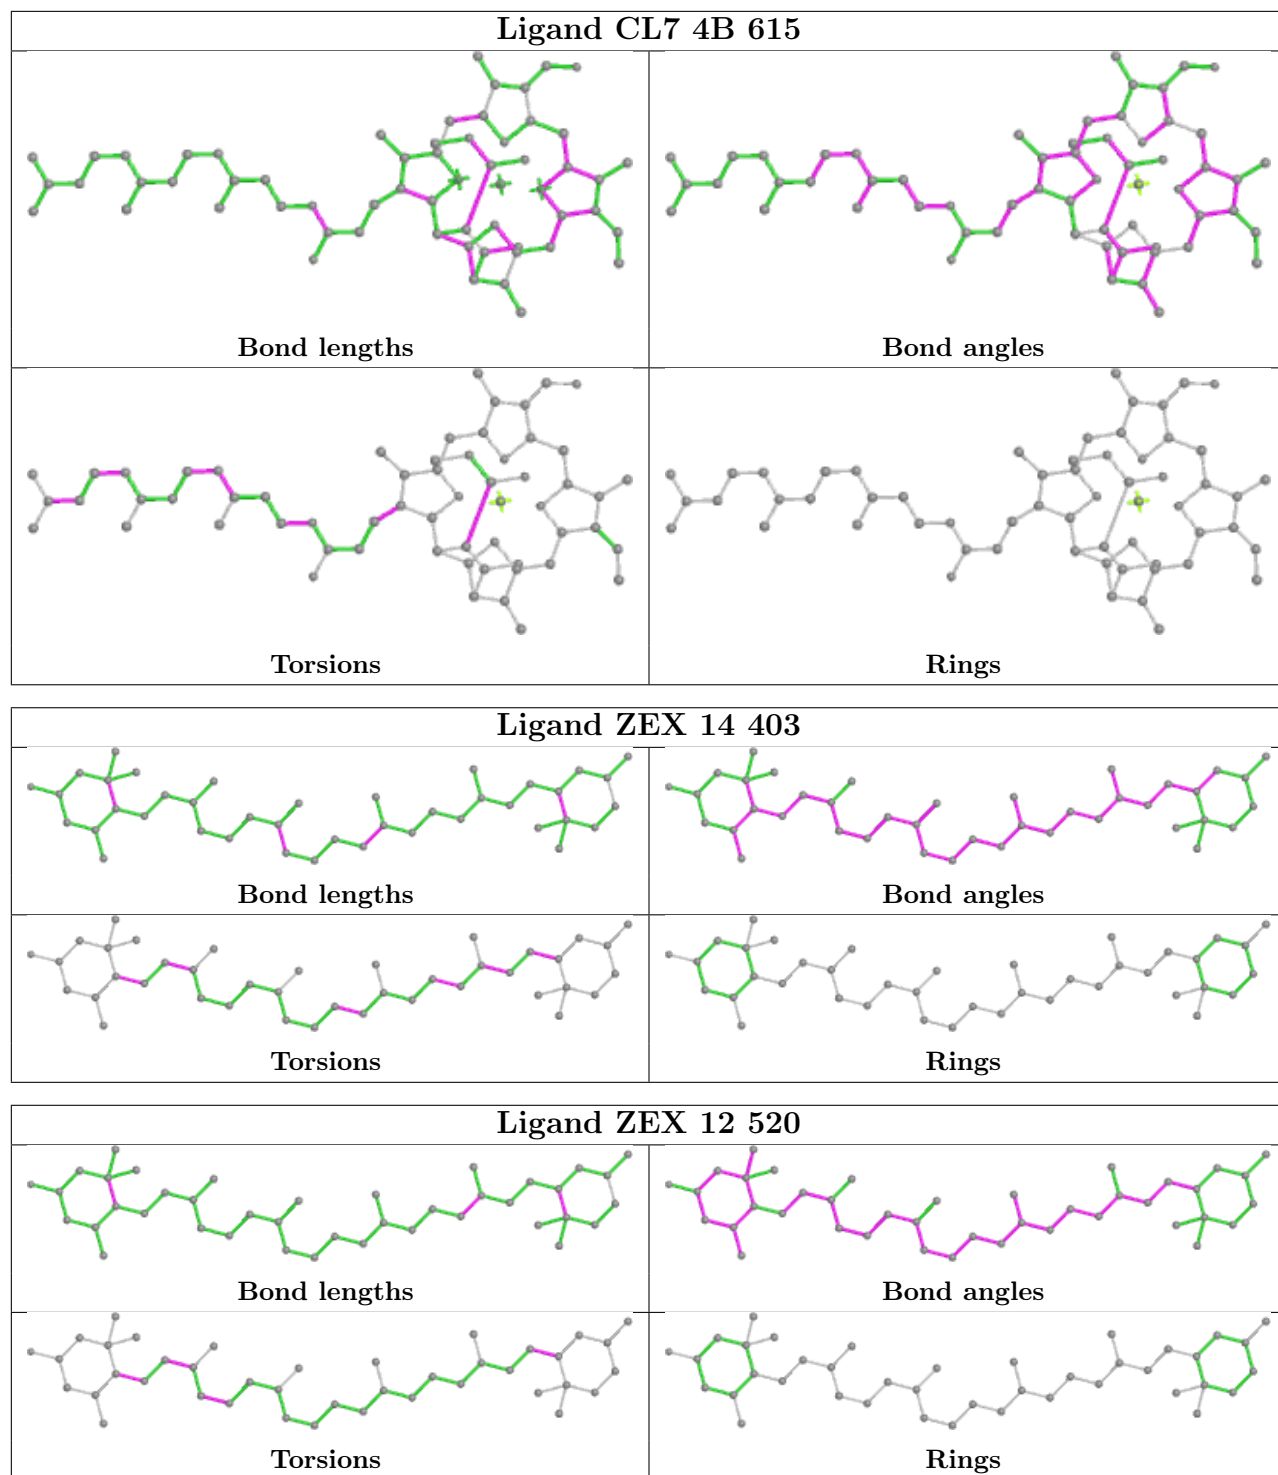 Ligand CL7 4B 615
Bond lengths
Bond angles
Torsions
Rings
Ligand ZEX 14 403
Bond lengths
Bond angles
Torsions
Rings
Ligand ZEX 12 520
Bond lengths
Bond angles
Torsions
Rings